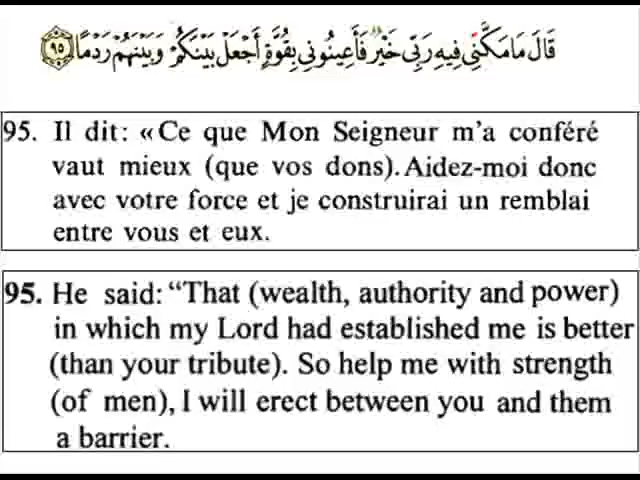 قَالَ مَا مَكَّنِّي فِيهِ رَبِّي خَيْرٌ فَأَعِينُونِي بِقُوَّةٍ أَجْعَلْ بَيْنَكُمْ وَبَيْنَهُمْ رَدْمًا ٩٥
95. Il dit: «Ce que Mon Seigneur m'a conféré
vaut mieux (que vos dons). Aidez-moi donc
avec votre force et je construirai un remblai
entre vous et eux.
95. He said: "That (wealth, authority and power)
in which my Lord had established me is better
(than your tribute). So help me with strength
(of men), I will erect between you and them
a barrier.